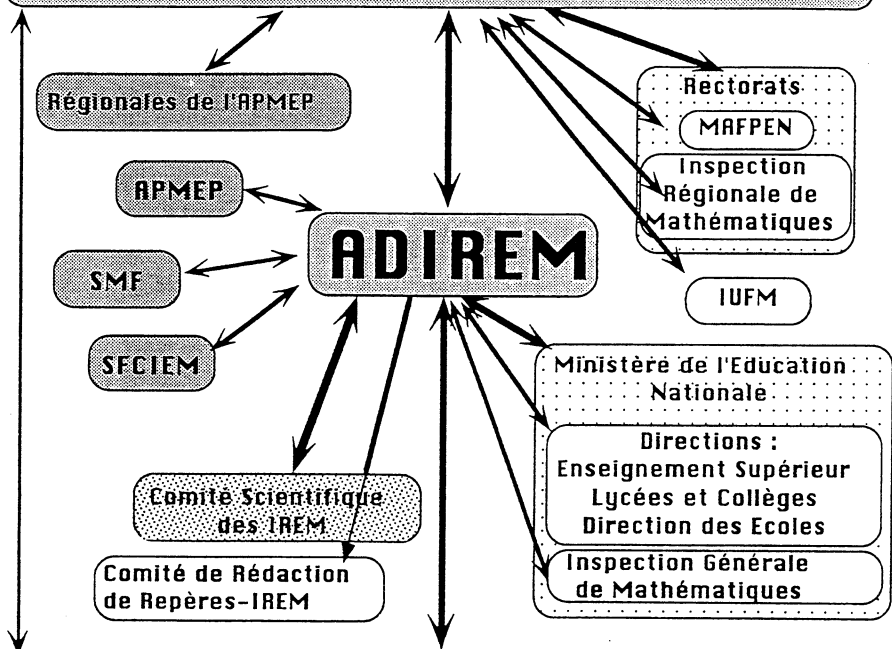 Régionales de l'APMEP
Rectorats
MAFPEN
Inspection
Régionale de
Mathématiques
APMEP
ADIREM
SMF
IUFM
SFCIEM
Ministère de l'Education
Nationale
Directions :
Enseignement Supérieur
Lycées et Collèges
Direction des Ecoles
Comité Scientifique
des IREM
Inspection Générale
de Mathématiques
Comité de Rédaction
de Repères-IREM